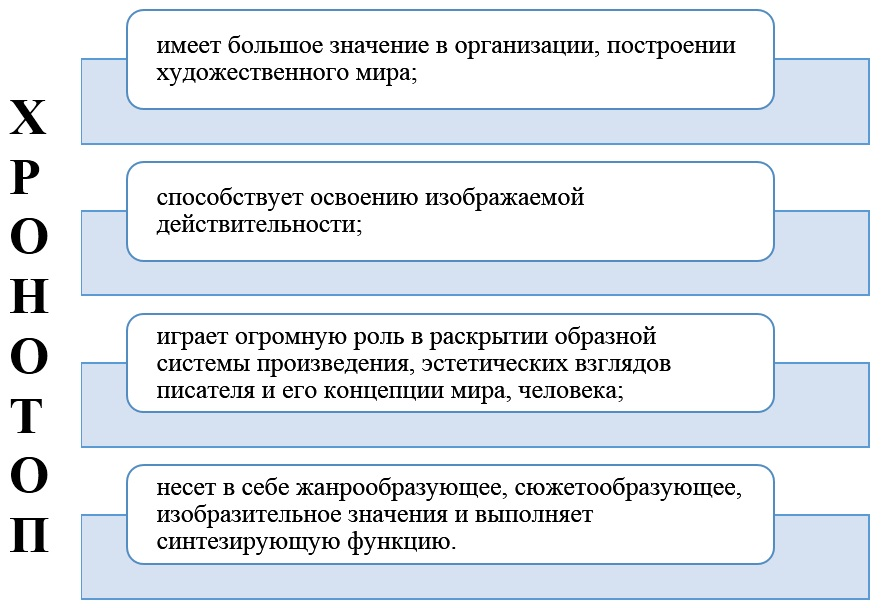 ХРОНОТОП
имеет большое значение в организации, построении
художественного мира;
способствует освоению изображаемой
действительности;
играет огромную роль в раскрытии образной
системы произведения, эстетических взглядов
писателя и его концепции мира, человека;
несет в себе жанрообразующее, сюжетообразующее,
изобразительное значения и выполняет
синтезирующую функцию.